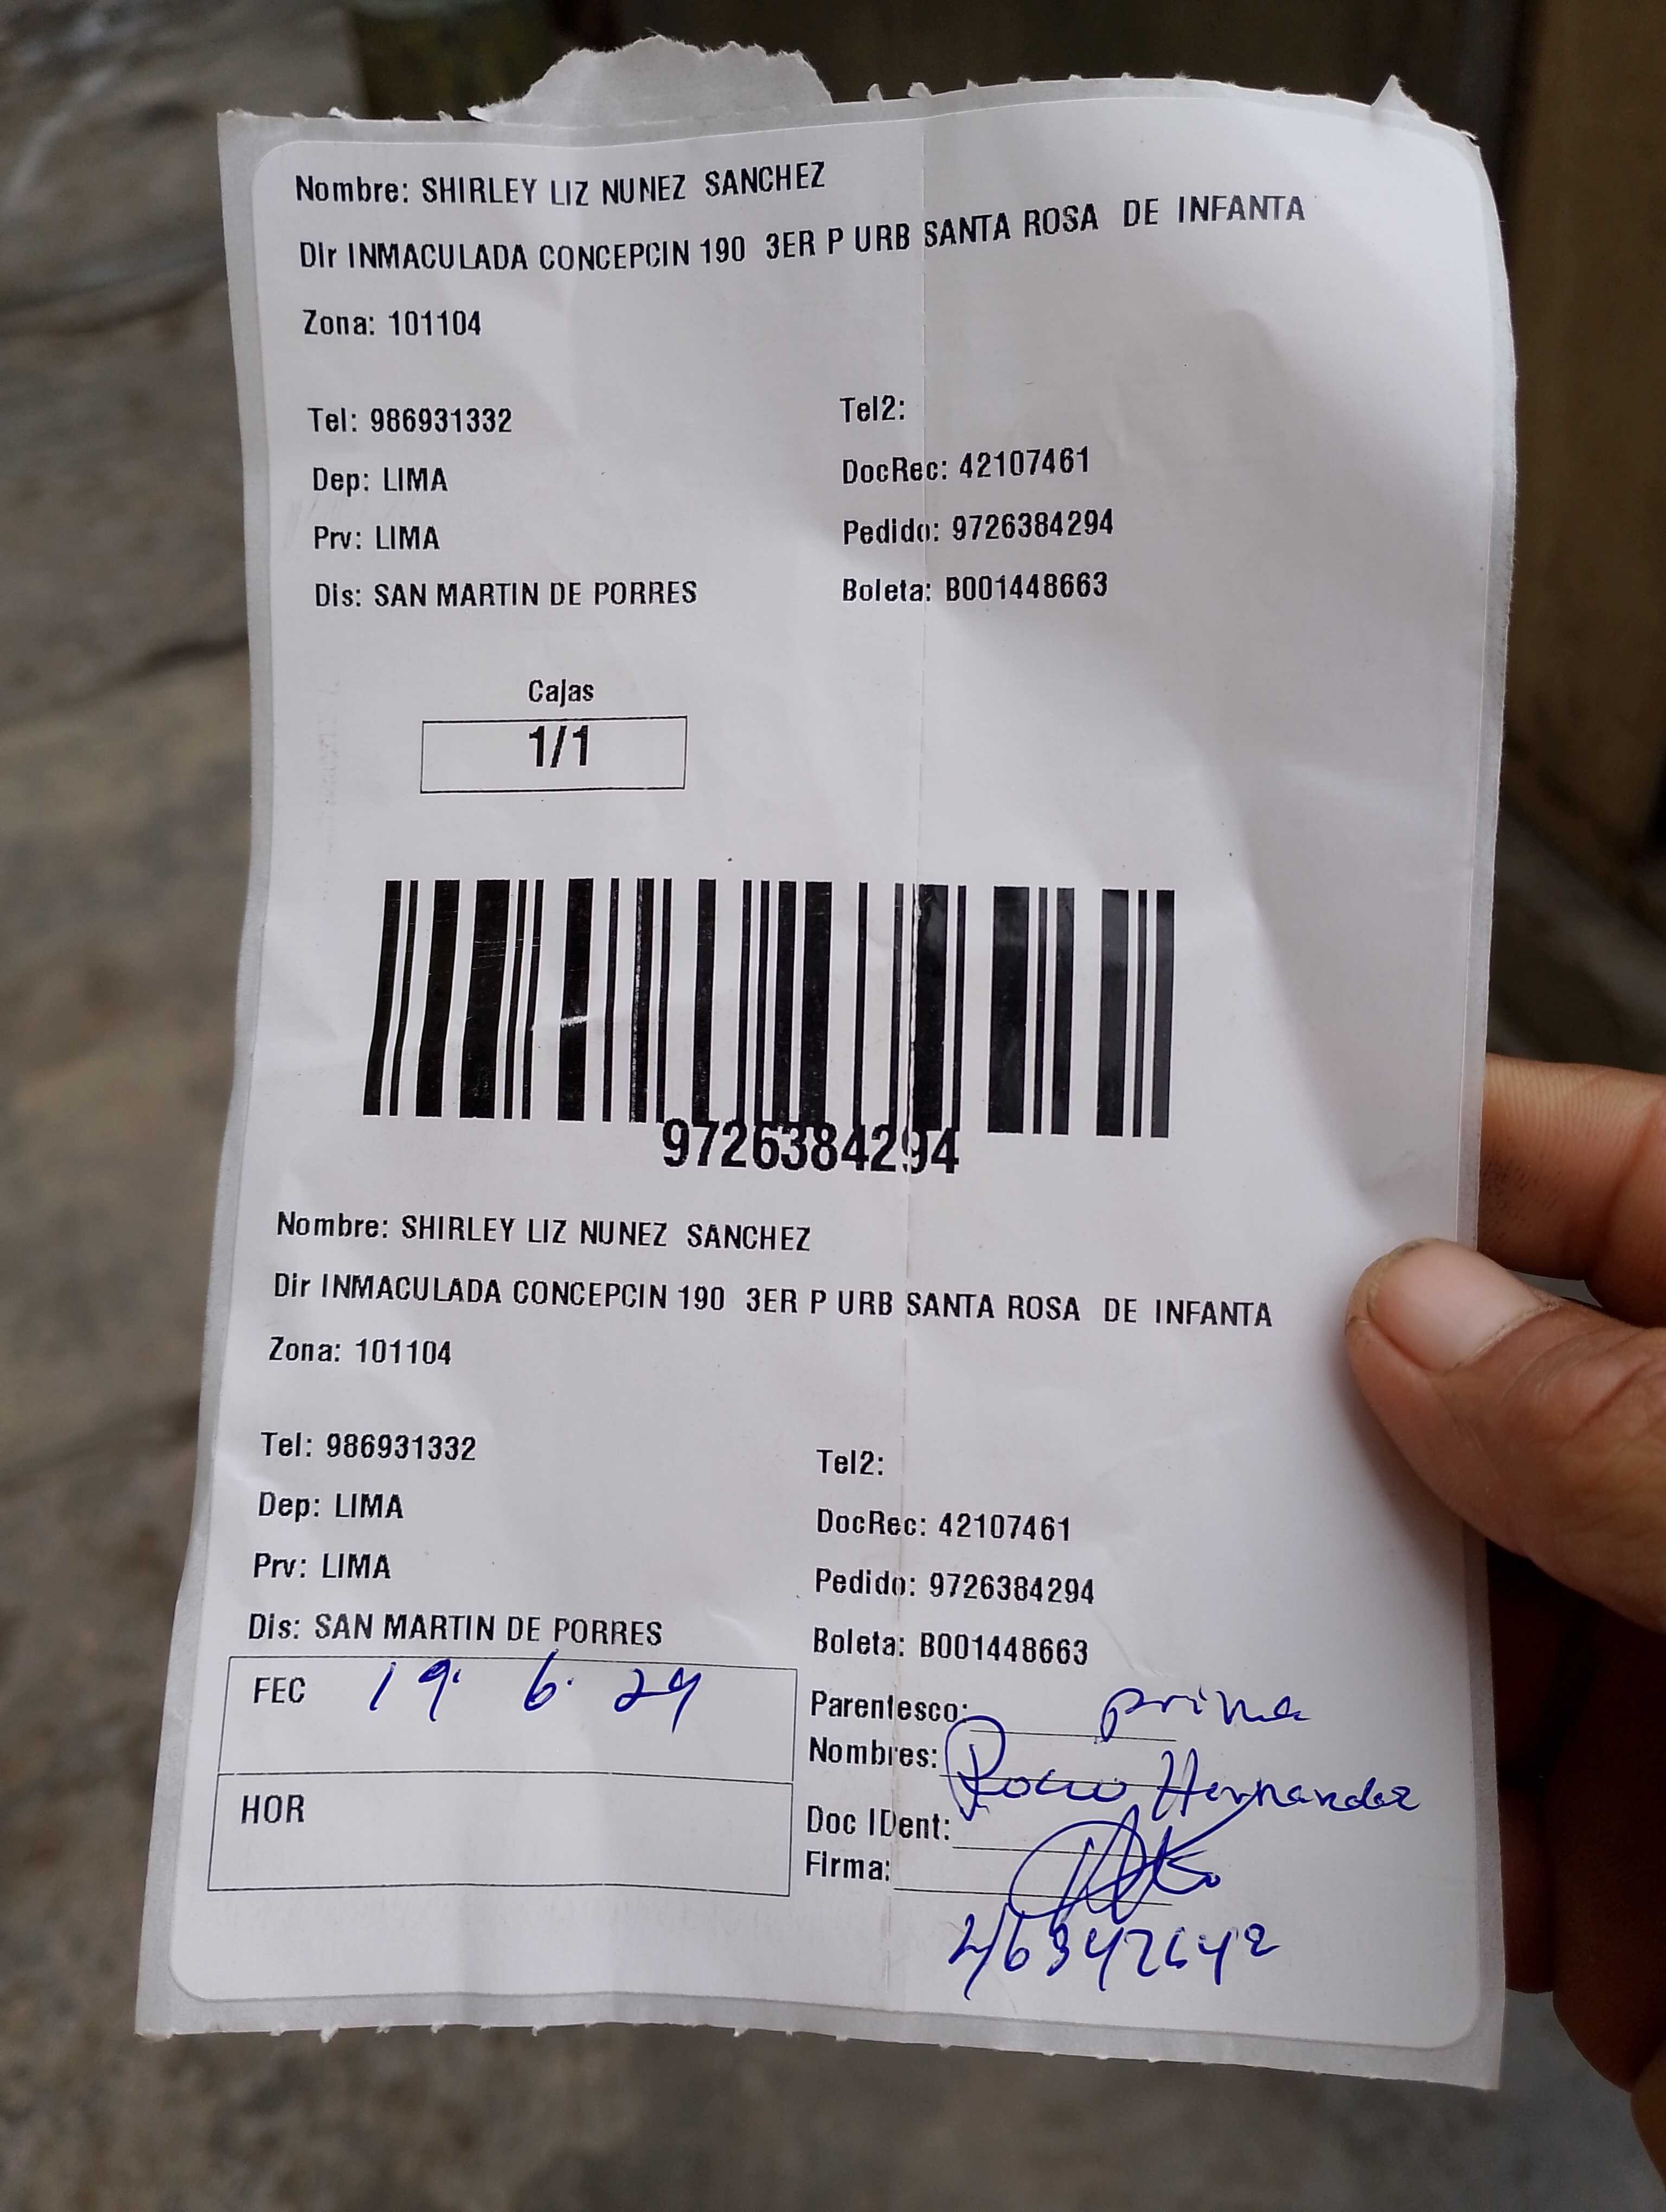 Nombre: SHIRLEY LIZ NUNEZ SANCHEZ
Dir INMACULADA CONCEPCIN 190 3ER P URB SANTA ROSA DE INFANTA
Zona: 101104
Tel: 986931332 Tel2:
Dep: LIMA DocRec: 42107461
Prv: LIMA Pedido: 9726384294
Dis: SAN MARTIN DE PORRES Boleta: B001448663
Cajas
1/1
9726384294
Nombre: SHIRLEY LIZ NUNEZ SANCHEZ
Dir INMACULADA CONCEPCIN 190 3ER P URB SANTA ROSA DE INFANTA
Zona: 101104
Tel: 986931332 Tel2:
Dep: LIMA DocRec: 42107461
Prv: LIMA Pedido: 9726384294
Dis: SAN MARTIN DE PORRES Boleta: B001448663
FEC 19. 6. 24 Parentesco: prima
Nombres: Rocio Hernandez
HOR Doc IDent:
Firma: